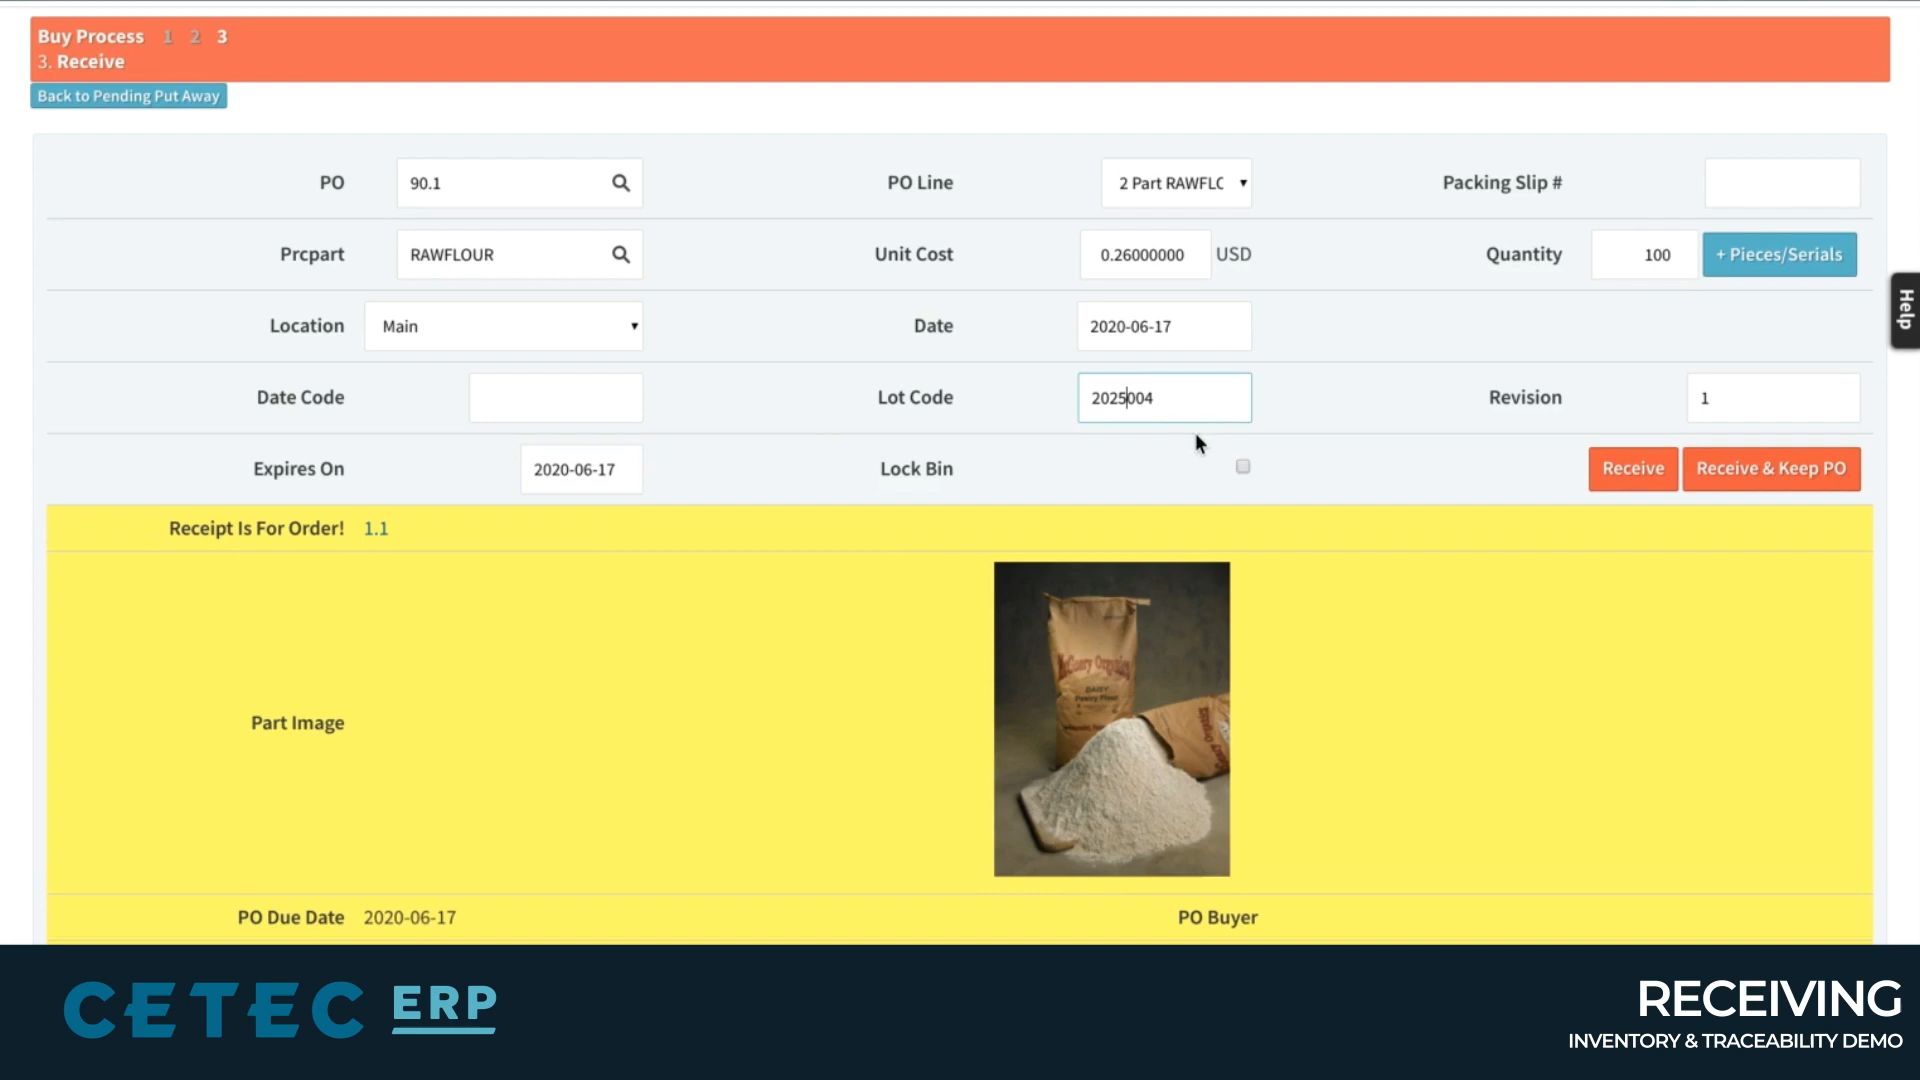 Buy Process 1 2 3
3. Receive
Back to Pending Put Away
PO 90.1 PO Line 2 Part RAWFLC Packing Slip #
Prcpart RAWFLOUR Unit Cost 0.26000000 USD Quantity 100 + Pieces/Serials
Help
Location Main Date 2020-06-17
Date Code Lot Code 2025004 Revision 1
Expires On 2020-06-17 Lock Bin Receive Receive & Keep PO
Receipt Is For Order! 1.1
DAISY
Pastry Flour
Part Image
PO Due Date 2020-06-17 PO Buyer
CETEC ERP
RECEIVING
INVENTORY & TRACEABILITY DEMO